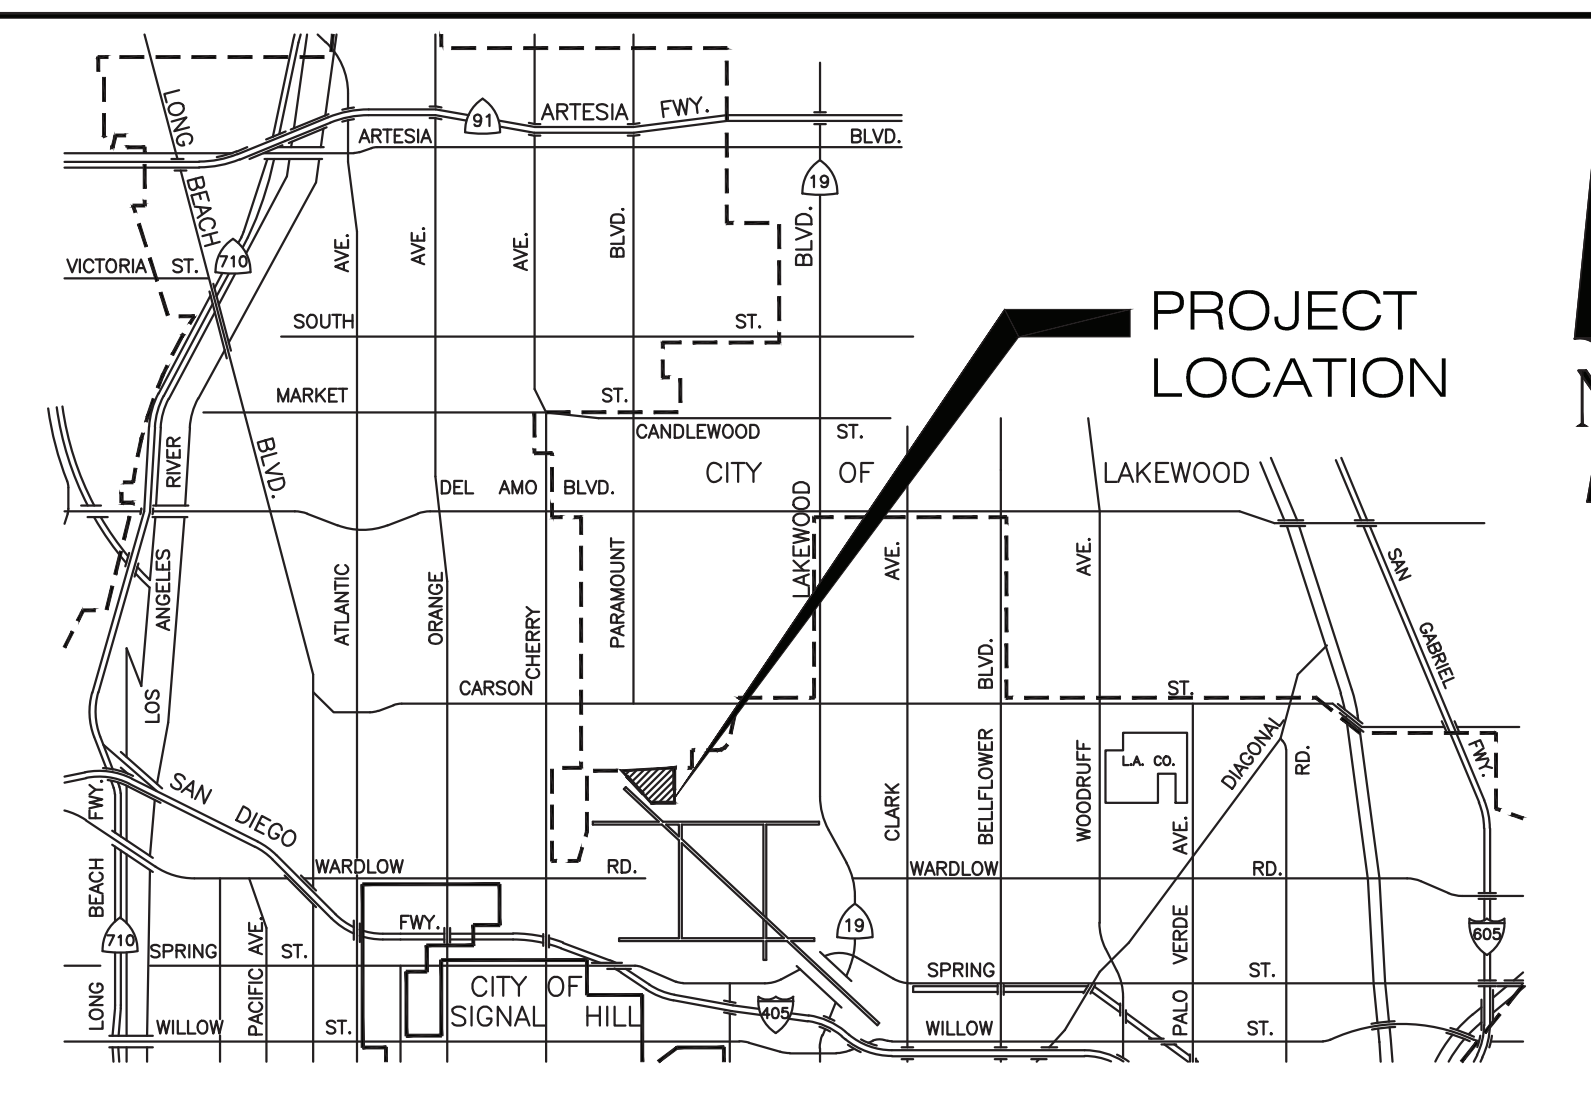 ARTESIA FWY.
91
ARTESIA BLVD.
LONG BEACH BLVD.
19
710
VICTORIA ST.
AVE.
AVE.
AVE.
BLVD.
BLVD.
SOUTH ST.
PROJECT
LOCATION
MARKET ST.
CANDLEWOOD ST.
CITY OF LAKEWOOD
DEL AMO BLVD.
LOS ANGELES RIVER
ATLANTIC
ORANGE
CHERRY
PARAMOUNT
LAKEWOOD
AVE.
AVE.
BLVD.
SAN GABRIEL FWY.
CARSON ST.
CLARK
BELLFLOWER
WOODRUFF
L.A. CO.
DIAGONAL
RD.
SAN DIEGO
FWY.
WARDLOW RD.
WARDLOW RD.
LONG BEACH FWY.
710
FWY.
19
605
PALO VERDE AVE.
SPRING ST.
SPRING ST.
PACIFIC AVE.
CITY OF
SIGNAL HILL
405
WILLOW ST.
WILLOW ST.